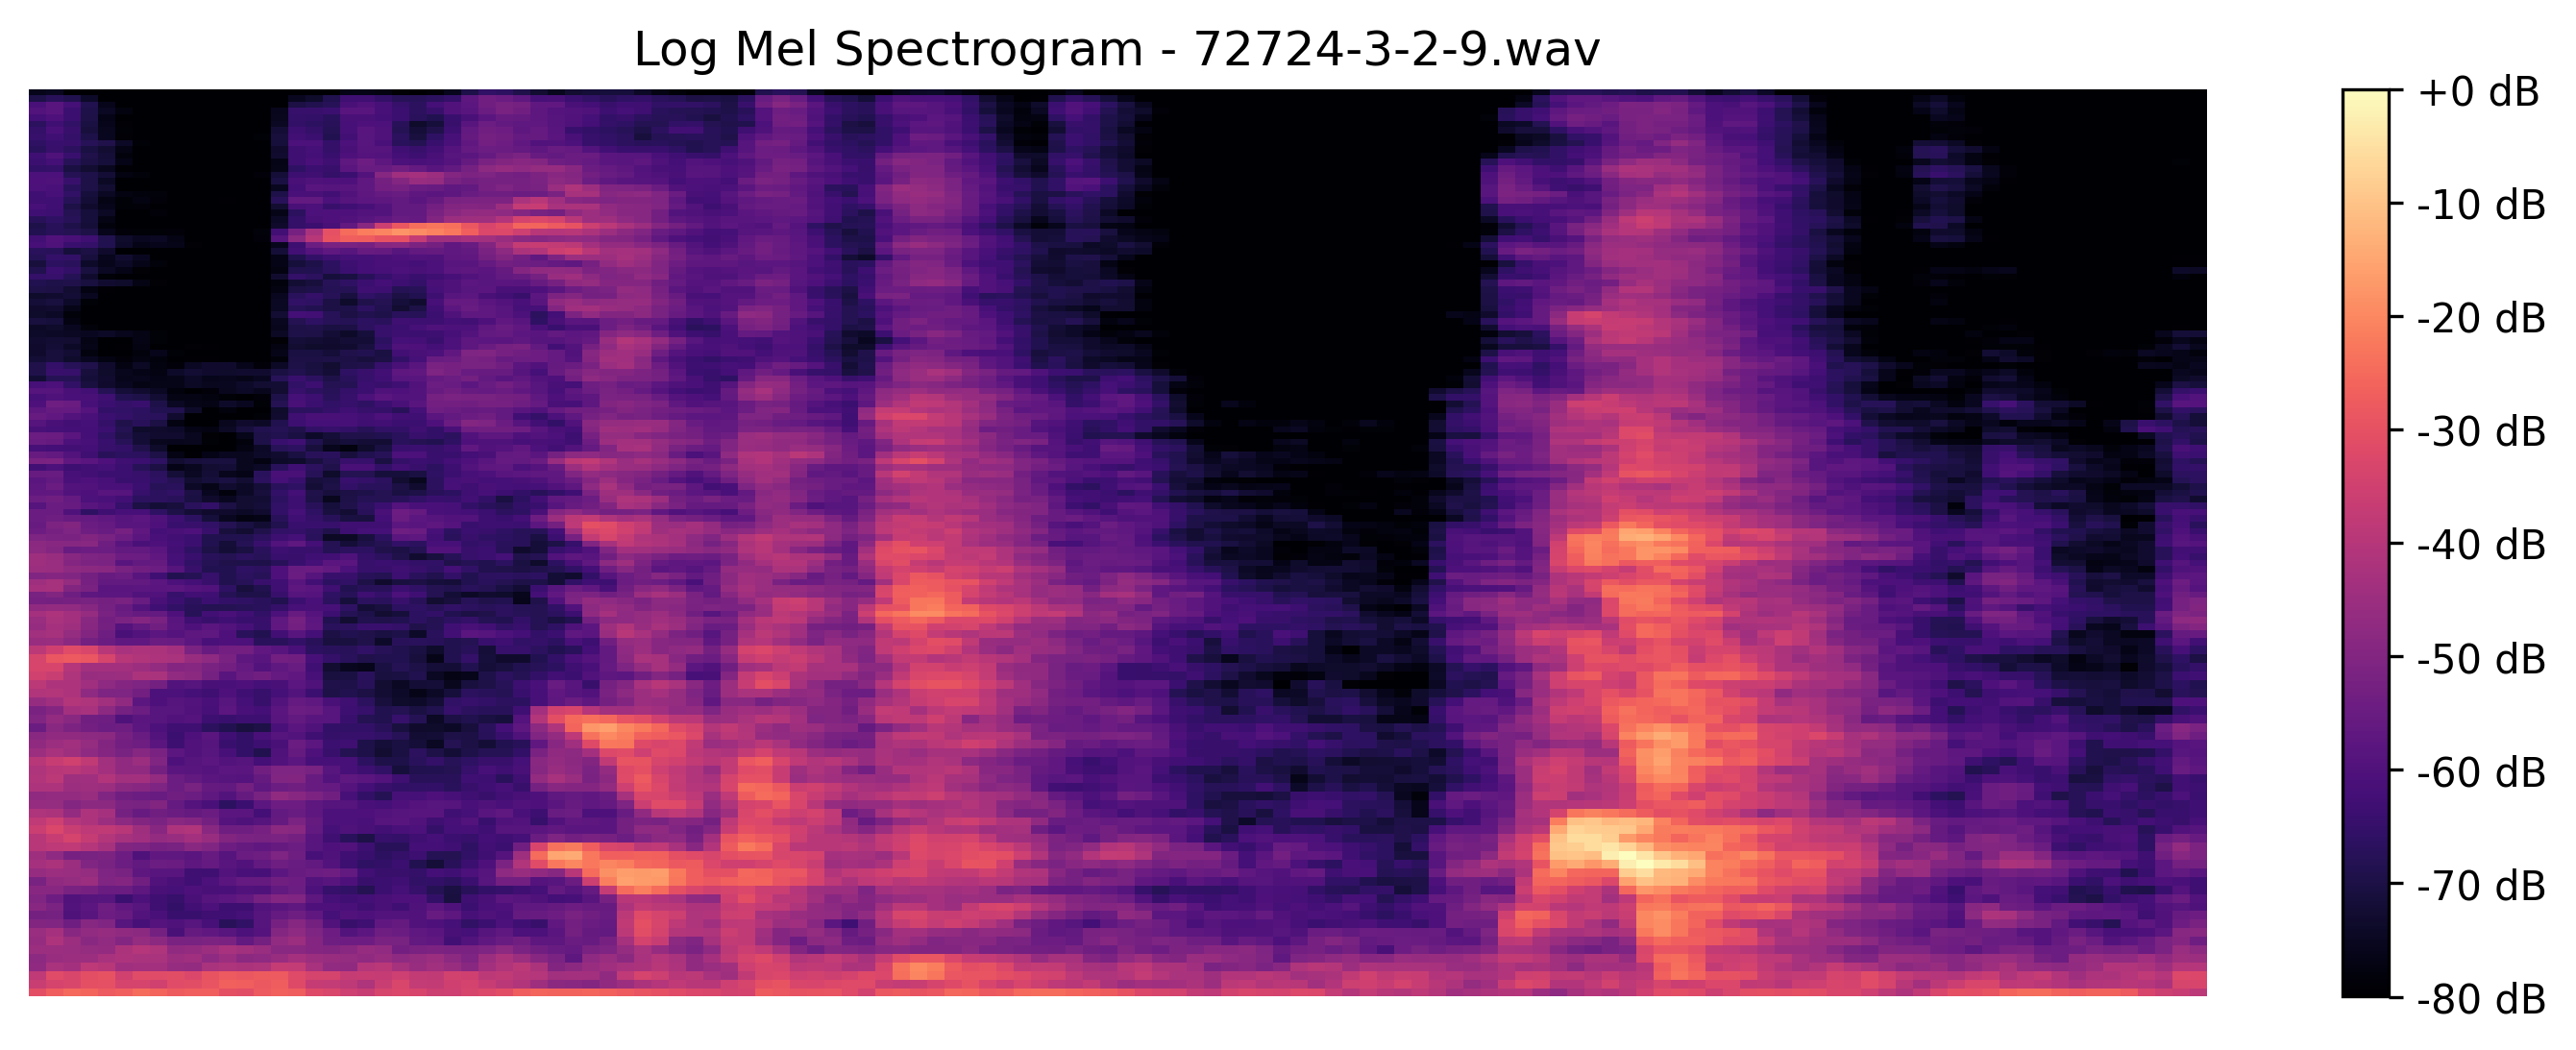 Log Mel Spectrogram - 72724-3-2-9.wav
+0 dB
-10 dB
-20 dB
-30 dB
-40 dB
-50 dB
-60 dB
-70 dB
-80 dB